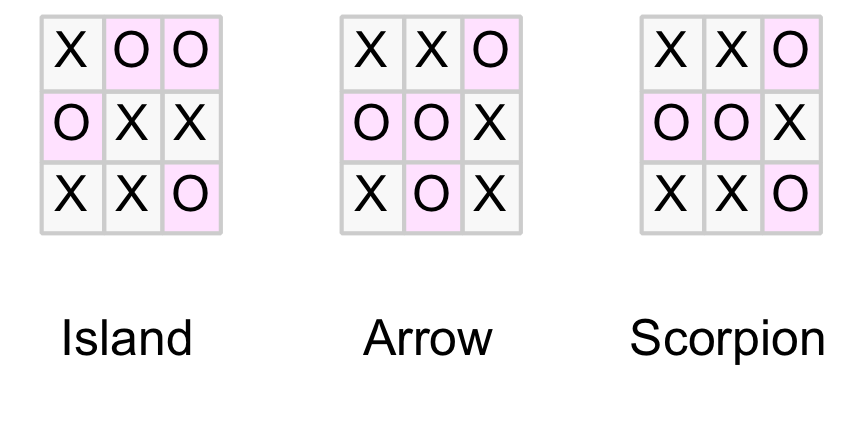 X O O
O X X
X X O
Island
X X O
O O X
X O X
Arrow
X X O
O O X
X X O
Scorpion